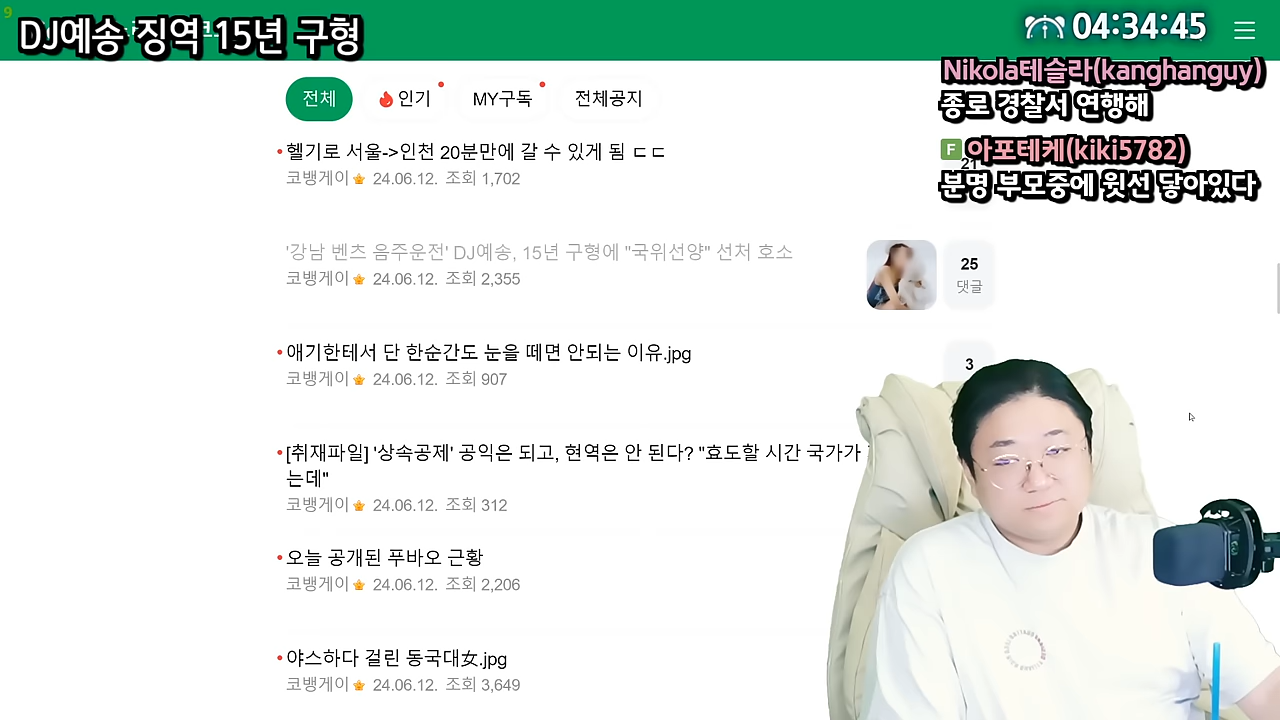 9
DJ예송 징역 15년 구형
04:34:45
Nikola테슬라(kanghanguy)
종로 경찰서 연행해
F 아포테케(kiki5782)
분명 부모중에 윗선 닿아있다
전체
인기
MY구독
전체공지
헬기로 서울->인천 20분만에 갈 수 있게 됨 ㄷㄷ
코뱅게이 24.06.12. 조회 1,702
21
'강남 벤츠 음주운전' DJ예송, 15년 구형에 "국위선양" 선처 호소
코뱅게이 24.06.12. 조회 2,355
25
댓글
애기한테서 단 한순간도 눈을 떼면 안되는 이유.jpg
코뱅게이 24.06.12. 조회 907
3
[취재파일] '상속공제' 공익은 되고, 현역은 안 된다? "효도할 시간 국가가
는데"
코뱅게이 24.06.12. 조회 312
오늘 공개된 푸바오 근황
코뱅게이 24.06.12. 조회 2,206
야스하다 걸린 동국대女.jpg
코뱅게이 24.06.12. 조회 3,649